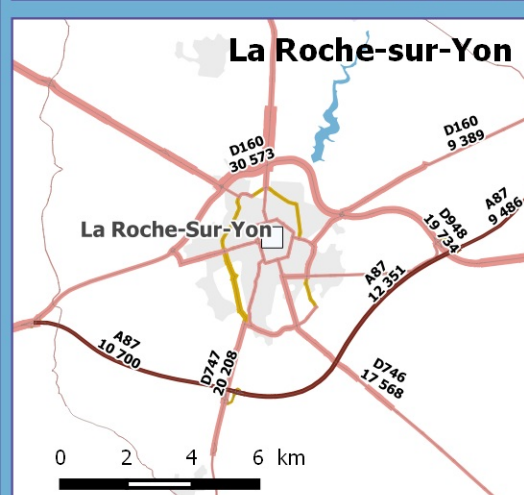 La Roche-sur-Yon
D160
30 573
D160
9 389
A87
9 486
D948
19 734
La Roche-Sur-Yon
A87
12 351
A87
10 700
D747
20 208
D746
17 568
0 2 4 6 km